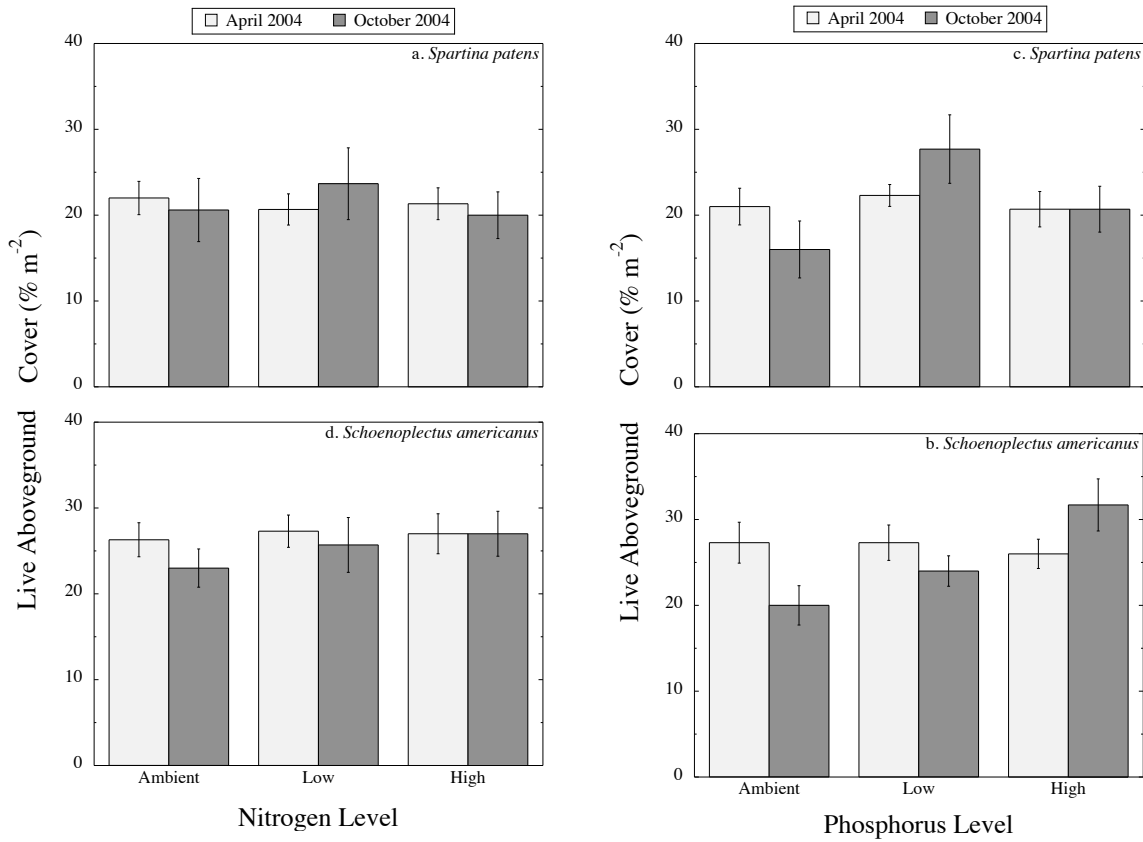 April 2004 October 2004
a. Spartina patens
40
30
20
10
0
Cover (% m-2)
d. Schoenoplectus americanus
40
30
20
10
0
Live Aboveground
Ambient Low High
Nitrogen Level
April 2004 October 2004
c. Spartina patens
40
30
20
10
0
Cover (% m-2)
b. Schoenoplectus americanus
40
30
20
10
0
Live Aboveground
Ambient Low High
Phosphorus Level